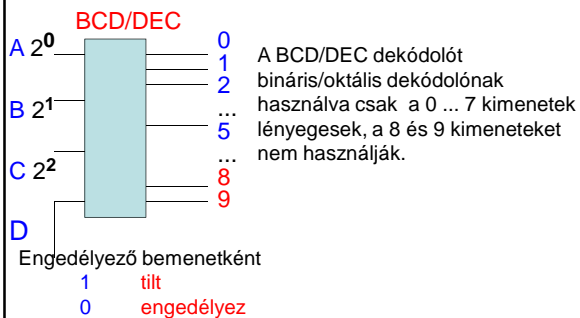 BCD/DEC
A 2⁰
B 2¹
C 2²
D
0
1
2
...
5
...
8
9
A BCD/DEC dekódolót
bináris/oktális dekódolónak
használva csak a 0 ... 7 kimenetek
lényegesek, a 8 és 9 kimeneteket
nem használják.
Engedélyező bemenetként
1 tilt
0 engedélyez